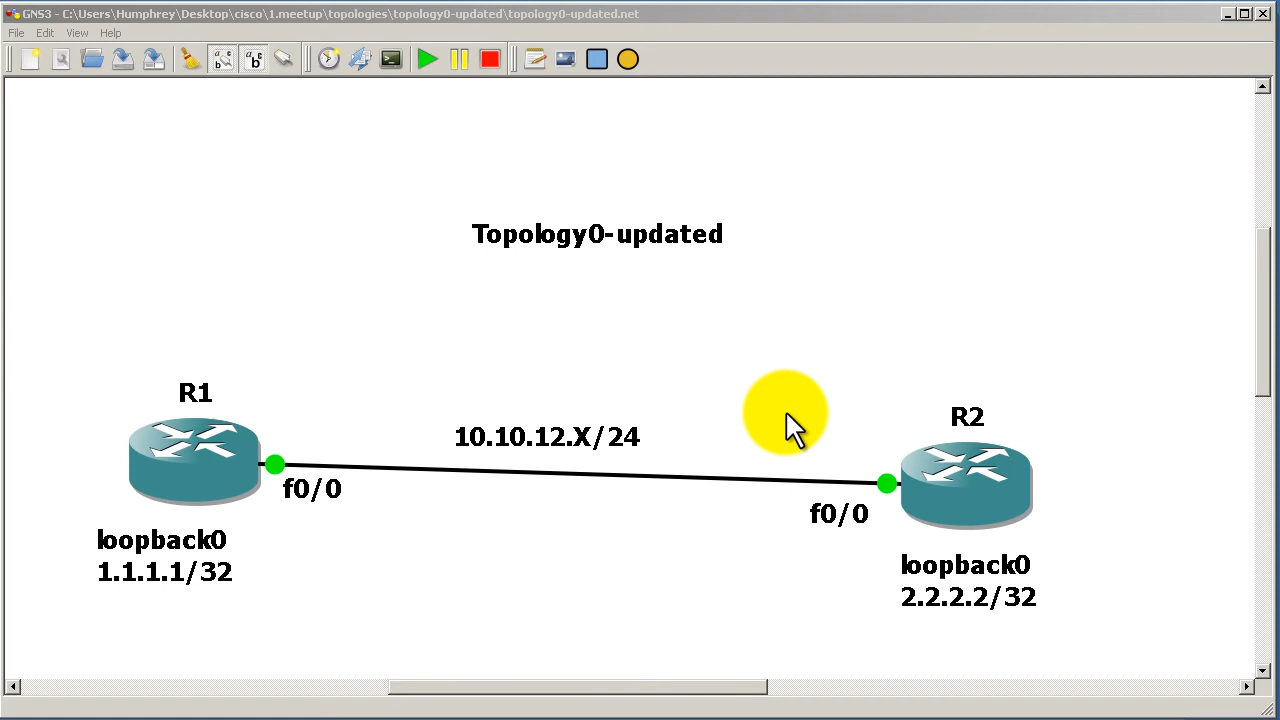 GNS3 - C:\Users\Humphrey\Desktop\cisco\1.meetup\topologies\topology0-updated\topology0-updated.net
File Edit View Help
Topology0-updated
R1
R2
10.10.12.X/24
f0/0
f0/0
loopback0
1.1.1.1/32
loopback0
2.2.2.2/32